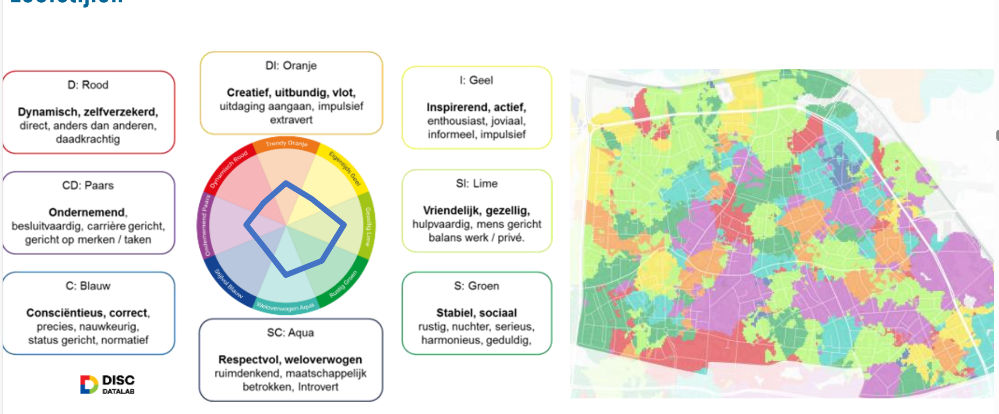 Leefstijlen
D: Rood
Dynamisch, zelfverzekerd,
direct, anders dan anderen,
daadkrachtig
DI: Oranje
Creatief, uitbundig, vlot,
uitdaging aangaan, impulsief
extravert
I: Geel
Inspirerend, actief,
enthousiast, joviaal,
informeel, impulsief
CD: Paars
Ondernemend,
besluitvaardig, carrière gericht,
gericht op merken / taken
Trendy Oranje
Eigentijds Geel
Gezellig Lime
Rustig Groen
Weloverwogen Aqua
Stijlvol Blauw
Ondernemend Paars
Dynamisch Rood
SI: Lime
Vriendelijk, gezellig,
hulpvaardig, mens gericht
balans werk / privé.
C: Blauw
Consciëntieus, correct,
precies, nauwkeurig,
status gericht, normatief
SC: Aqua
Respectvol, weloverwogen
ruimdenkend, maatschappelijk
betrokken, Introvert
S: Groen
Stabiel, sociaal
rustig, nuchter, serieus,
harmonieus, geduldig,
DISC
DATALAB